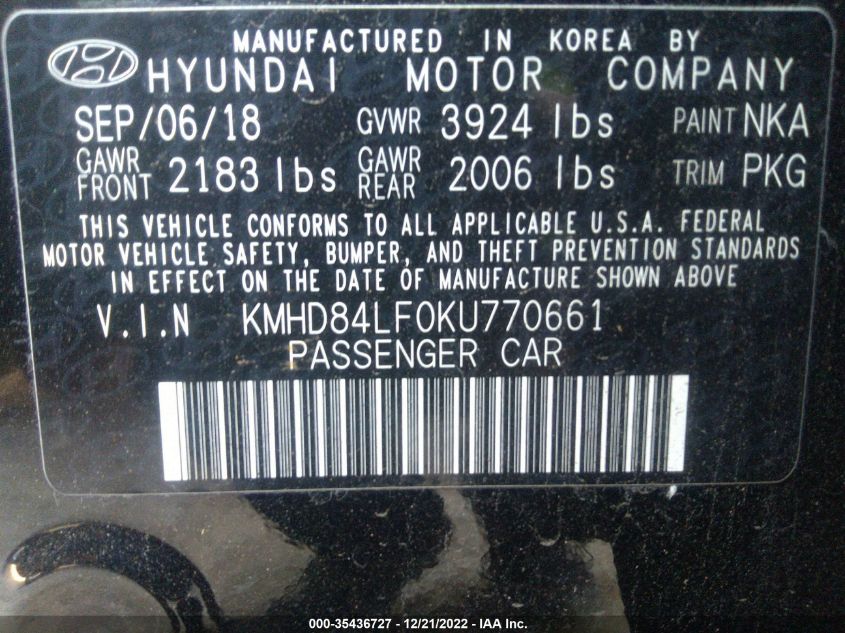 MANUFACTURED IN KOREA BY
HYUNDAI MOTOR COMPANY
SEP/06/18 GVWR 3924 lbs PAINT NKA
GAWR FRONT 2183 lbs GAWR REAR 2006 lbs TRIM PKG
THIS VEHICLE CONFORMS TO ALL APPLICABLE U.S.A. FEDERAL
MOTOR VEHICLE SAFETY, BUMPER, AND THEFT PREVENTION STANDARDS
IN EFFECT ON THE DATE OF MANUFACTURE SHOWN ABOVE
V.I.N KMHD84LF0KU770661
PASSENGER CAR
000-35436727 - 12/21/2022 - IAA Inc.